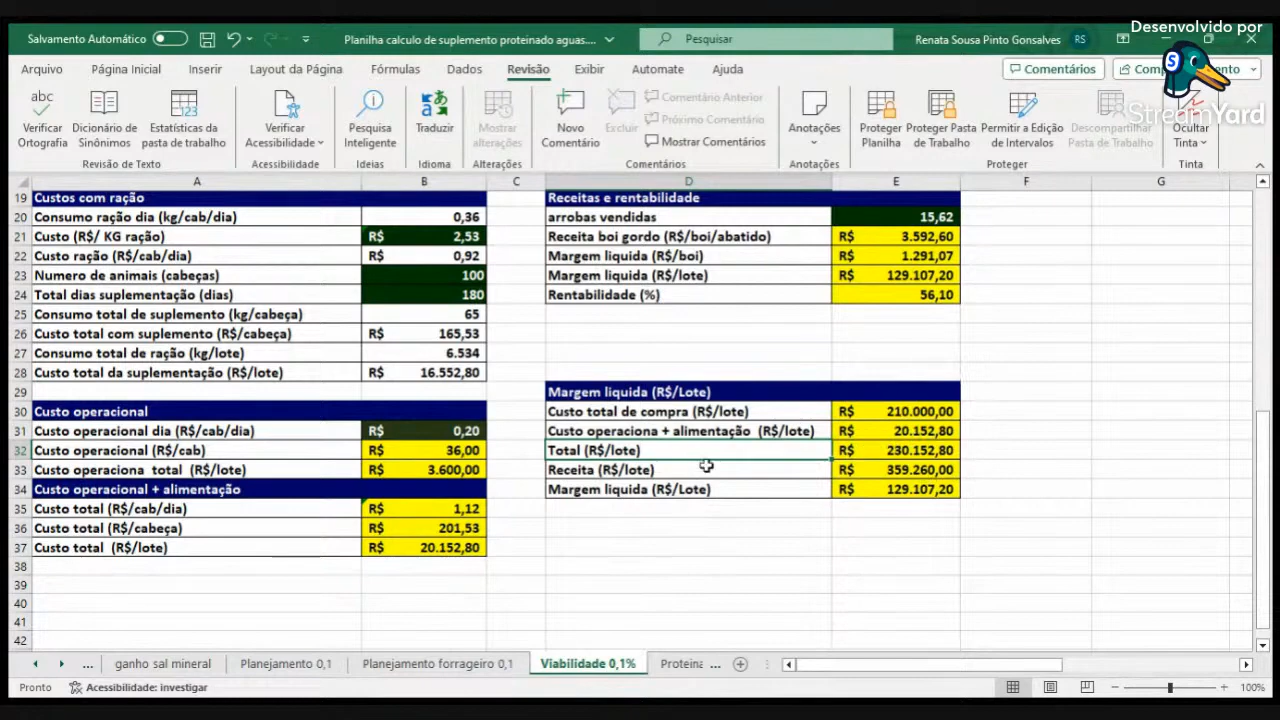 Desenvolvido por
StreamYard
Salvamento Automático
Planilha calculo de suplemento proteinado aguas....
Pesquisar
Renata Sousa Pinto Gonsalves
RS
Arquivo Página Inicial Inserir Layout da Página Fórmulas Dados Revisão Exibir Automate Ajuda
Comentários
abc
Verificar Ortografia
Dicionário de Sinônimos
123
Estatísticas da pasta de trabalho
Revisão de Texto
Verificar Acessibilidade
Acessibilidade
Pesquisa Inteligente
Ideias
Traduzir
Idioma
Mostrar alterações
Alterações
Novo Comentário
Excluir
Comentário Anterior
Próximo Comentário
Mostrar Comentários
Comentários
Anotações
Anotações
Proteger Planilha
Proteger Pasta de Trabalho
Permitir a Edição de Intervalos
Descompartilhar Pasta de Trabalho
Proteger
Ocultar Tinta
Tinta
A B C D E F G
19 Custos com ração Receitas e rentabilidade
20 Consumo ração dia (kg/cab/dia) 0,36 arrobas vendidas 15,62
21 Custo (R$/ KG ração) R$ 2,53 Receita boi gordo (R$/boi/abatido) R$ 3.592,60
22 Custo ração (R$/cab/dia) R$ 0,92 Margem liquida (R$/boi) R$ 1.291,07
23 Numero de animais (cabeças) 100 Margem liquida (R$/lote) R$ 129.107,20
24 Total dias suplementação (dias) 180 Rentabilidade (%) 56,10
25 Consumo total de suplemento (kg/cabeça) 65
26 Custo total com suplemento (R$/cabeça) R$ 165,53
27 Consumo total de ração (kg/lote) 6.534
28 Custo total da suplementação (R$/lote) R$ 16.552,80
29 Margem liquida (R$/Lote)
30 Custo operacional Custo total de compra (R$/lote) R$ 210.000,00
31 Custo operacional dia (R$/cab/dia) R$ 0,20 Custo operaciona + alimentação (R$/lote) R$ 20.152,80
32 Custo operacional (R$/cab) R$ 36,00 Total (R$/lote) R$ 230.152,80
33 Custo operaciona total (R$/lote) R$ 3.600,00 Receita (R$/lote) R$ 359.260,00
34 Custo operacional + alimentação Margem liquida (R$/Lote) R$ 129.107,20
35 Custo total (R$/cab/dia) R$ 1,12
36 Custo total (R$/cabeça) R$ 201,53
37 Custo total (R$/lote) R$ 20.152,80
38
39
40
41
42
... ganho sal mineral Planejamento 0,1 Planejamento forrageiro 0,1 Viabilidade 0,1% Proteina ...
Pronto Acessibilidade: investigar 100%